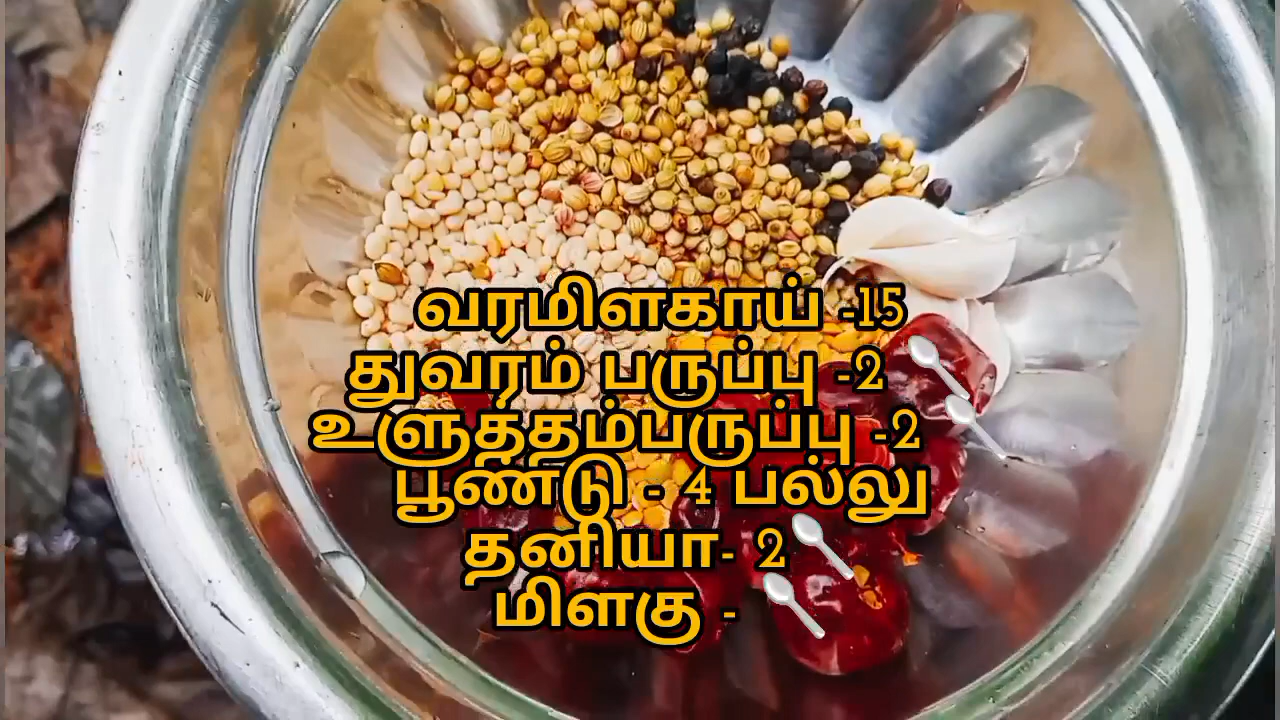 வரமிளகாய் -15
துவரம் பருப்பு -2 🥄
உளுத்தம்பருப்பு -2 🥄
பூண்டு - 4 பல்லு
தனியா- 2🥄
மிளகு - 🥄